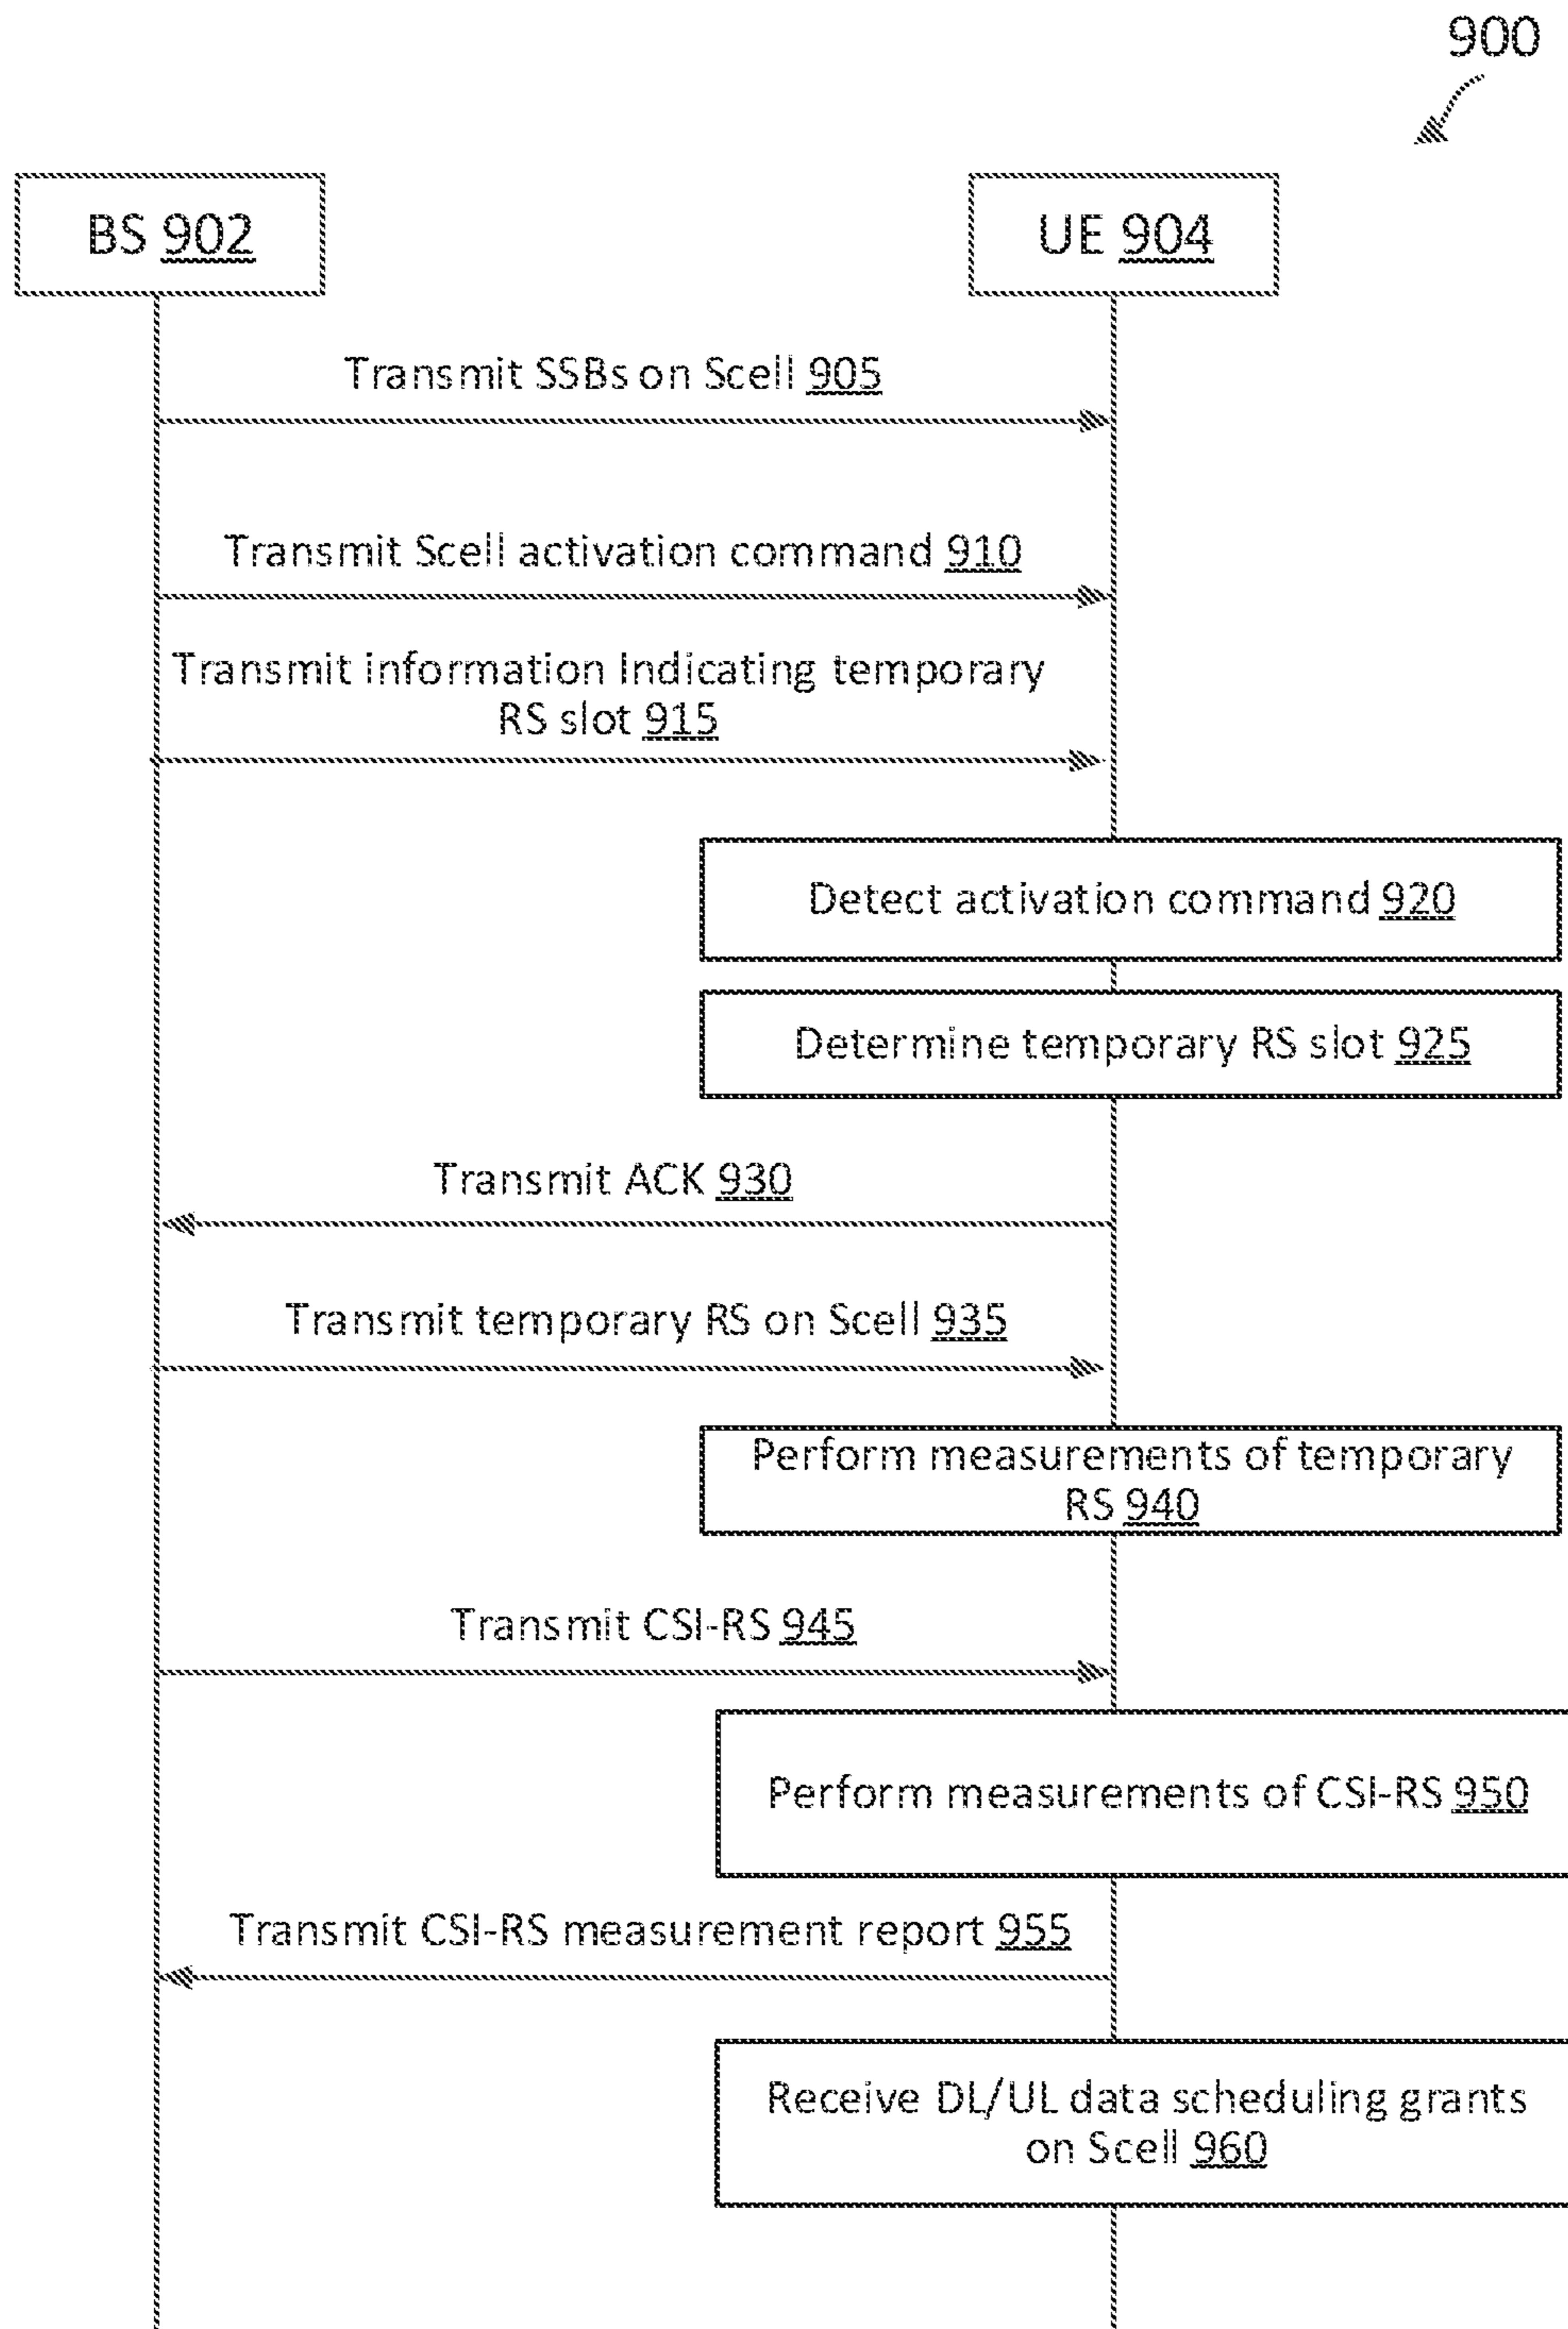 900
BS 902
UE 904
Transmit SSBs on Scell 905
Transmit Scell activation command 910
Transmit information Indicating temporary
RS slot 915
Detect activation command 920
Determine temporary RS slot 925
Transmit ACK 930
Transmit temporary RS on Scell 935
Perform measurements of temporary
RS 940
Transmit CSI-RS 945
Perform measurements of CSI-RS 950
Transmit CSI-RS measurement report 955
Receive DL/UL data scheduling grants
on Scell 960